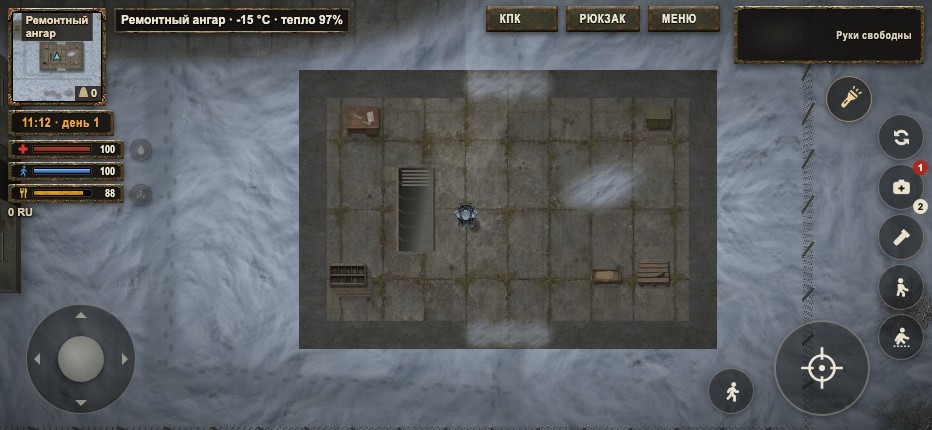 Ремонтный
ангар
0
Ремонтный ангар · -15 °C · тепло 97%
КПК
РЮКЗАК
МЕНЮ
Руки свободны
11:12 · день 1
100
100
88
0 RU
1
2